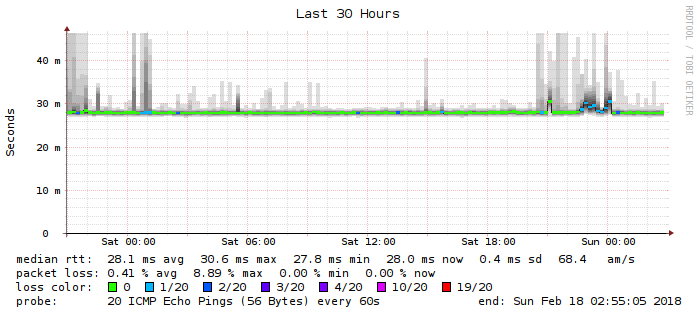 Last 30 Hours
RRDTOOL / TOBI OETIKER
Seconds
40 m
30 m
20 m
10 m
0
Sat 00:00 Sat 06:00 Sat 12:00 Sat 18:00 Sun 00:00
median rtt: 28.1 ms avg 30.6 ms max 27.8 ms min 28.0 ms now 0.4 ms sd 68.4 am/s
packet loss: 0.41 % avg 8.89 % max 0.00 % min 0.00 % now
loss color: 0 1/20 2/20 3/20 4/20 10/20 19/20
probe: 20 ICMP Echo Pings (56 Bytes) every 60s end: Sun Feb 18 02:55:05 2018